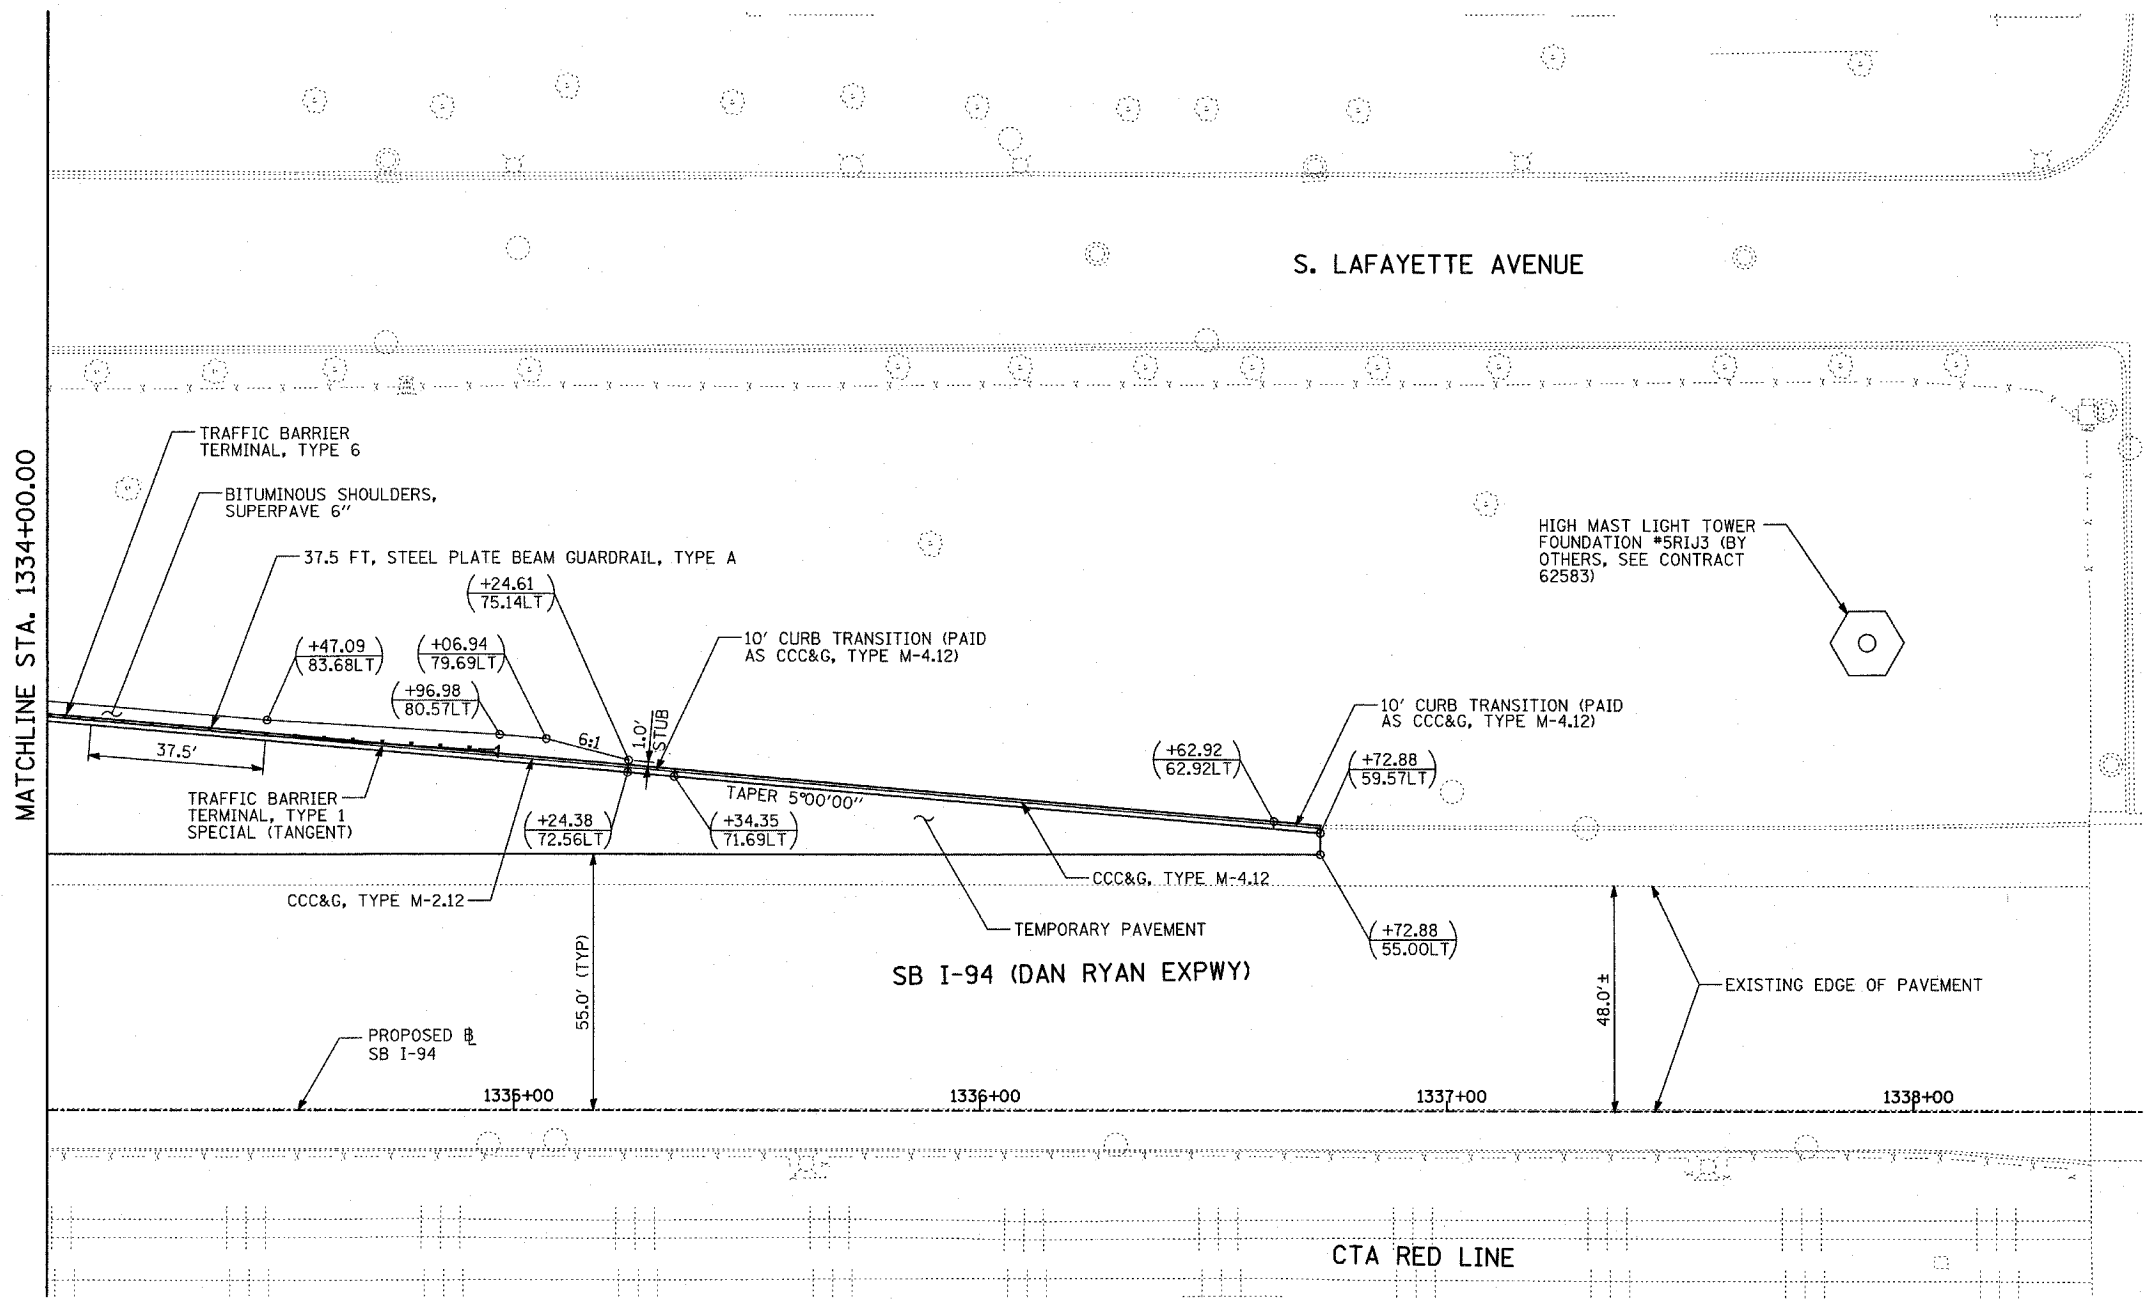 S. LAFAYETTE AVENUE
MATCHLINE STA. 1334+00.00
TRAFFIC BARRIER
TERMINAL, TYPE 6
BITUMINOUS SHOULDERS,
SUPERPAVE 6"
37.5 FT, STEEL PLATE BEAM GUARDRAIL, TYPE A
+24.61
75.14LT
HIGH MAST LIGHT TOWER
FOUNDATION #5RIJ3 (BY
OTHERS, SEE CONTRACT
62583)
+47.09
83.68LT
+06.94
79.69LT
+96.98
80.57LT
10' CURB TRANSITION (PAID
AS CCC&G, TYPE M-4.12)
10' CURB TRANSITION (PAID
AS CCC&G, TYPE M-4.12)
6:1
1.0'
STUB
37.5'
+62.92
62.92LT
+72.88
59.57LT
TRAFFIC BARRIER
TERMINAL, TYPE 1
SPECIAL (TANGENT)
TAPER 5°00'00"
+24.38
72.56LT
+34.35
71.69LT
CCC&G, TYPE M-2.12
CCC&G, TYPE M-4.12
TEMPORARY PAVEMENT
+72.88
55.00LT
SB I-94 (DAN RYAN EXPWY)
55.0' (TYP)
48.0'±
EXISTING EDGE OF PAVEMENT
PROPOSED ℄
SB I-94
1335+00
1336+00
1337+00
1338+00
CTA RED LINE